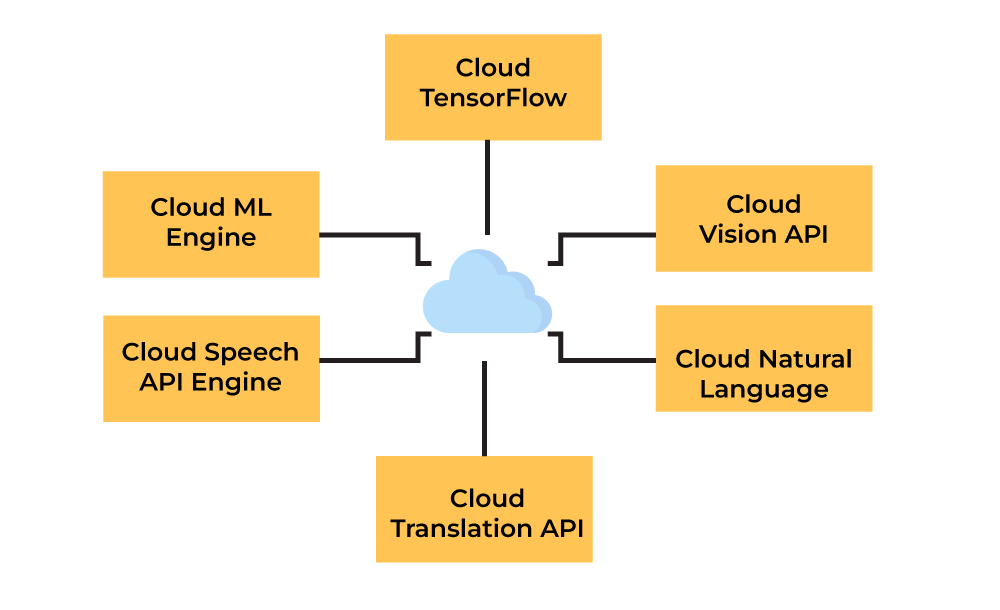 Cloud
TensorFlow
Cloud ML
Engine
Cloud
Vision API
Cloud Speech
API Engine
Cloud Natural
Language
Cloud
Translation API